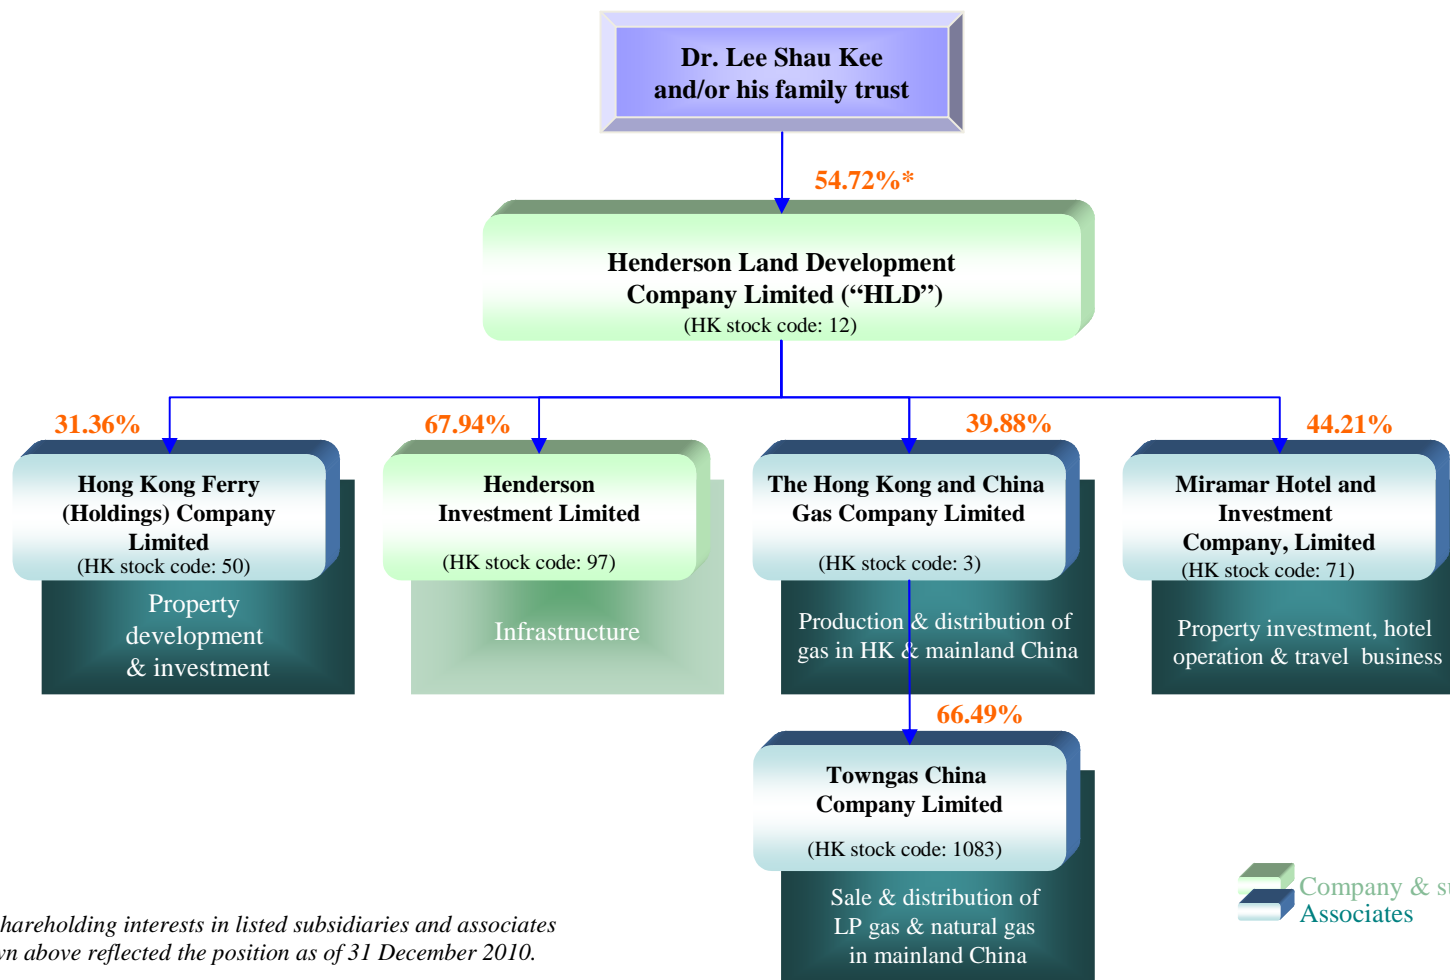 Dr. Lee Shau Kee
and/or his family trust
54.72%*
Henderson Land Development
Company Limited (“HLD”)
(HK stock code: 12)
31.36%
67.94%
39.88%
44.21%
Hong Kong Ferry
(Holdings) Company
Limited
(HK stock code: 50)
Property
development
& investment
Henderson
Investment Limited
(HK stock code: 97)
Infrastructure
The Hong Kong and China
Gas Company Limited
(HK stock code: 3)
Production & distribution of
gas in HK & mainland China
Miramar Hotel and
Investment
Company, Limited
(HK stock code: 71)
Property investment, hotel
operation & travel business
66.49%
Towngas China
Company Limited
(HK stock code: 1083)
Sale & distribution of
LP gas & natural gas
in mainland China
Company & su
Associates
hareholding interests in listed subsidiaries and associates
wn above reflected the position as of 31 December 2010.